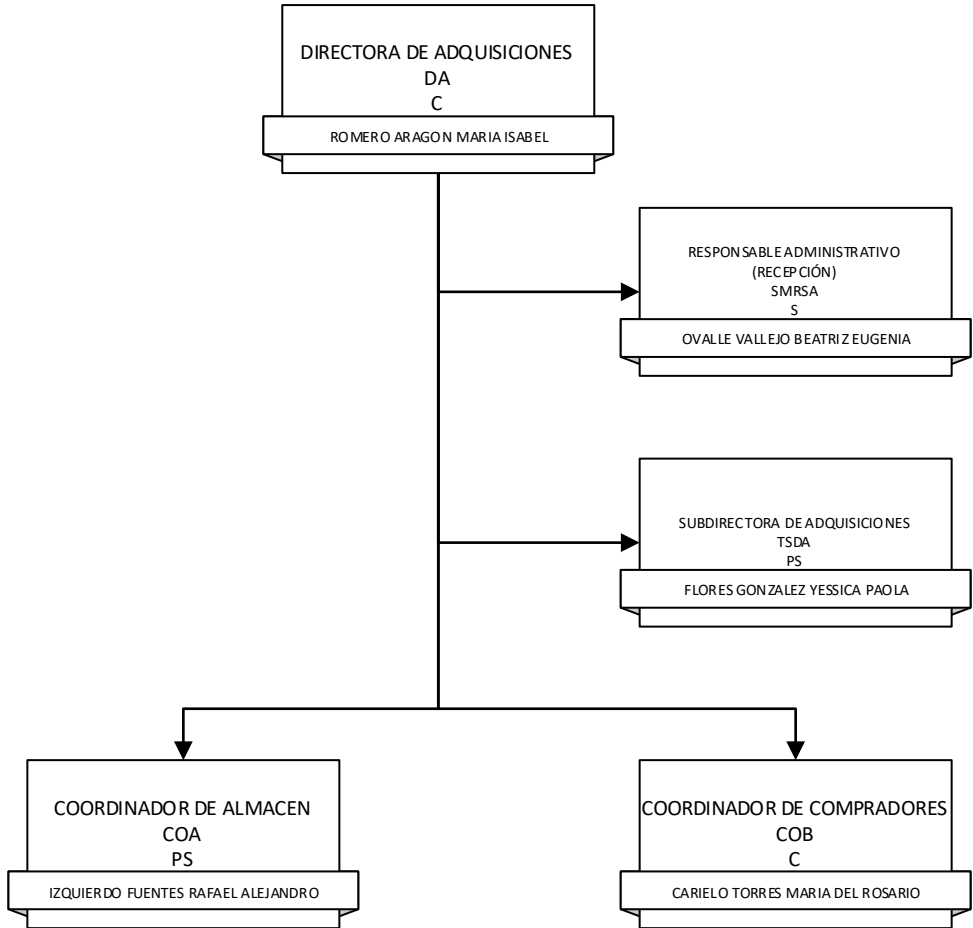 DIRECTORA DE ADQUISICIONES
DA
C
ROMERO ARAGON MARIA ISABEL
RESPONSABLE ADMINISTRATIVO
(RECEPCIÓN)
SMRSA
S
OVALLE VALLEJO BEATRIZ EUGENIA
SUBDIRECTORA DE ADQUISICIONES
TSDA
PS
FLORES GONZALEZ YESSICA PAOLA
COORDINADOR DE ALMACEN
COA
PS
IZQUIERDO FUENTES RAFAEL ALEJANDRO
COORDINADOR DE COMPRADORES
COB
C
CARIELO TORRES MARIA DEL ROSARIO